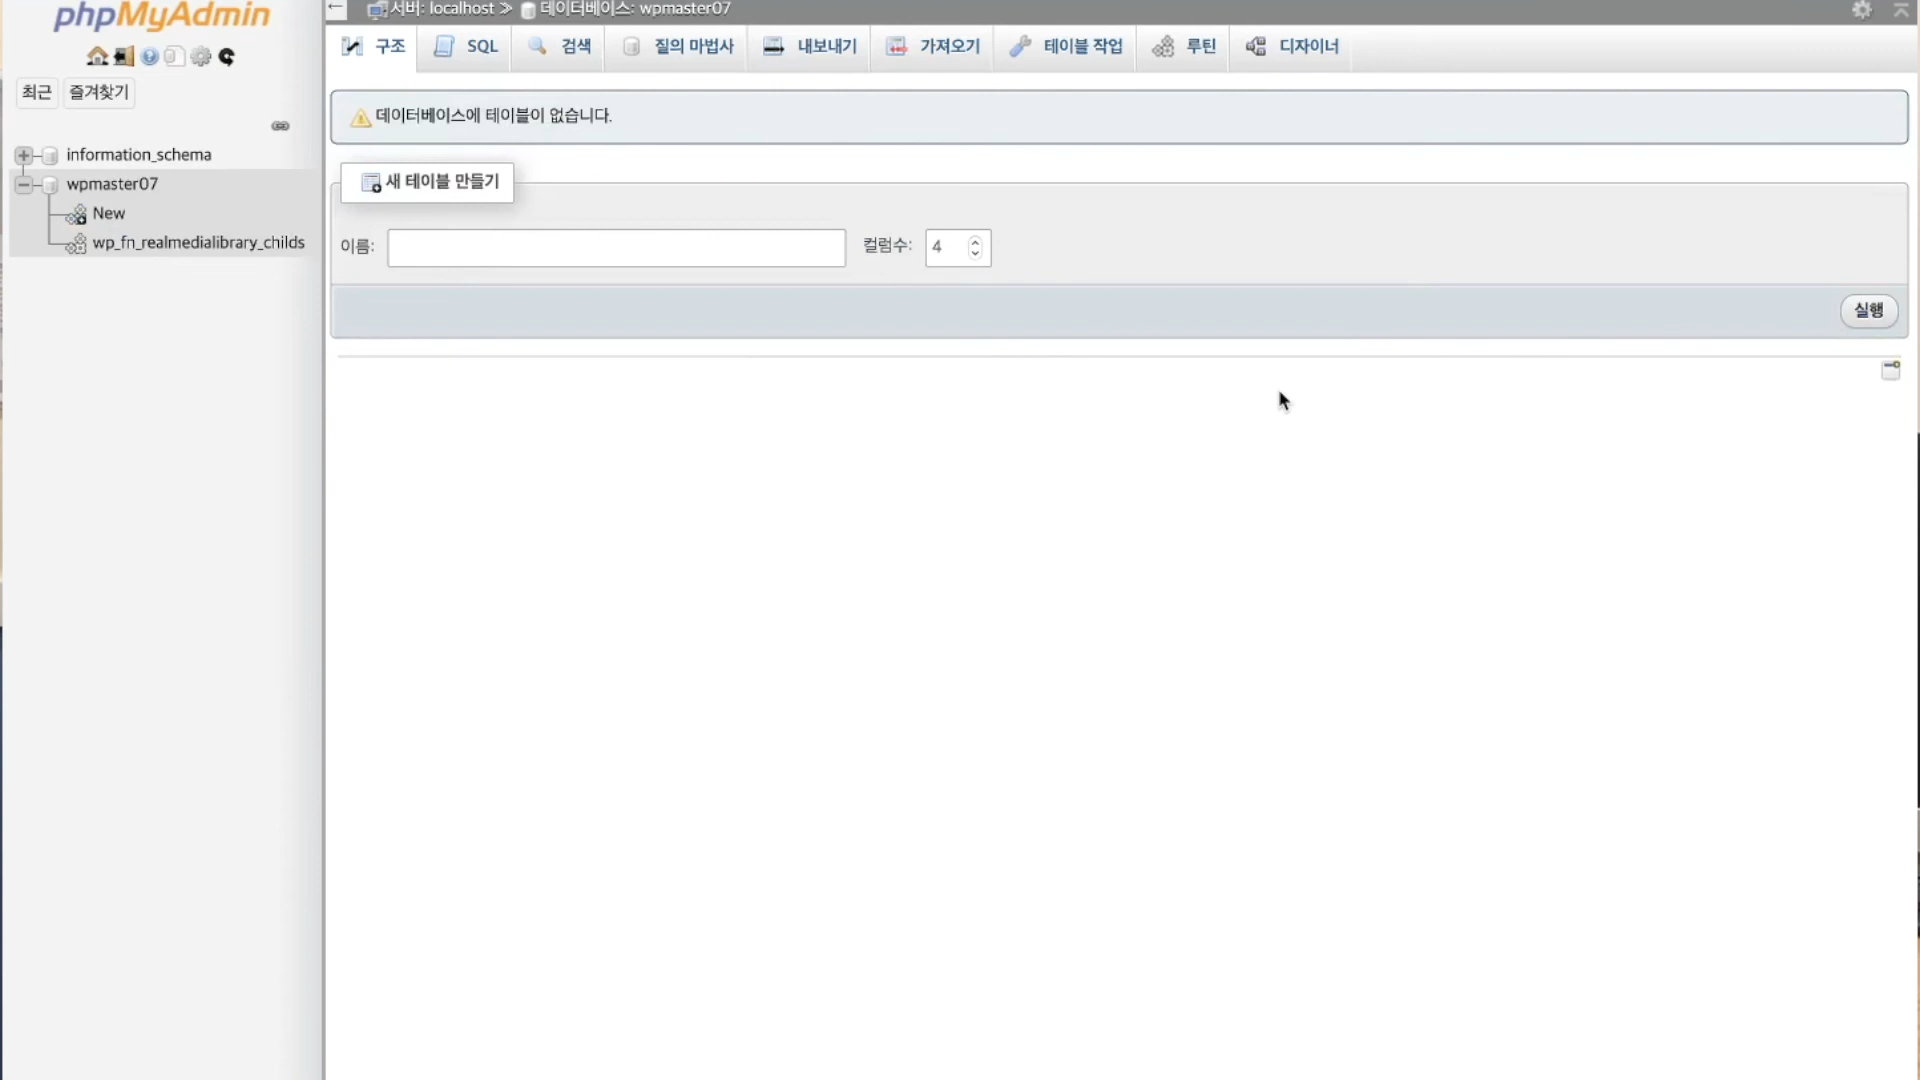 phpMyAdmin
최근
즐겨찾기
information_schema
wpmaster07
New
wp_fn_realmedialibrary_childs
서버: localhost ≫ 데이터베이스: wpmaster07
구조
SQL
검색
질의 마법사
내보내기
가져오기
테이블 작업
루틴
디자이너
데이터베이스에 테이블이 없습니다.
새 테이블 만들기
이름:
컬럼수: 4
실행